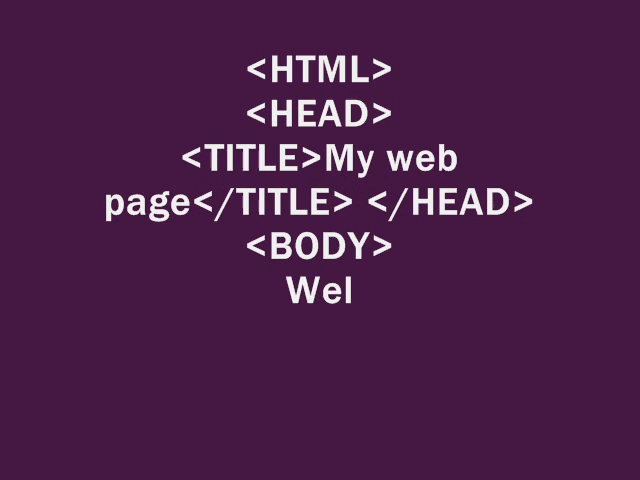 <HTML>
<HEAD>
<TITLE>My web
page</TITLE> </HEAD>
<BODY>
Wel